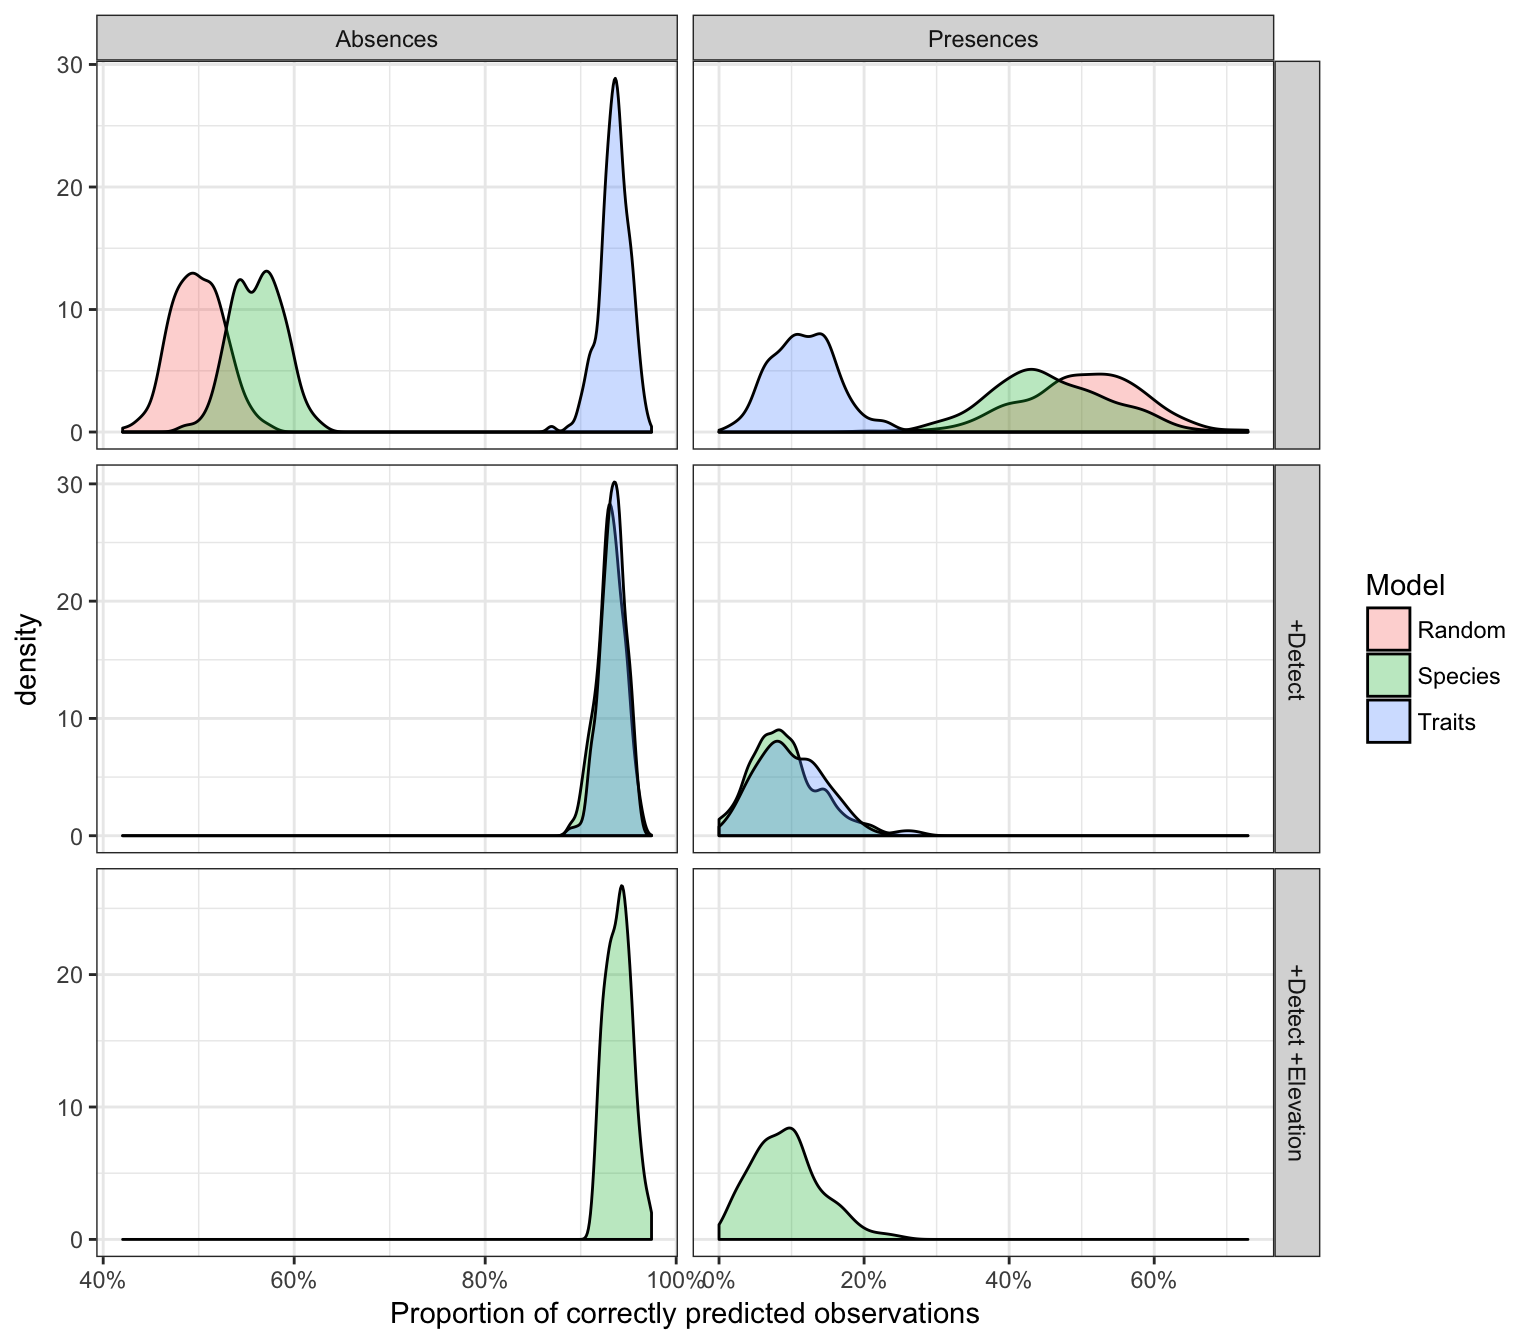 Absences
Presences
30
20
10
0
30
20
10
0
+Detect
20
10
0
+Detect +Elevation
40%
60%
80%
100%
0%
20%
40%
60%
Proportion of correctly predicted observations
density
Model
Random
Species
Traits